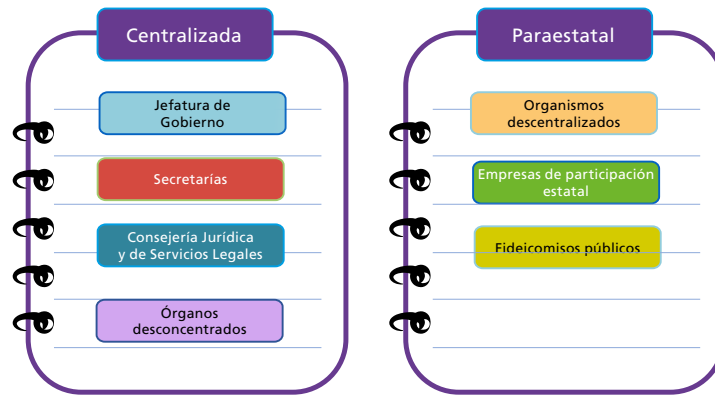 Centralizada
Jefatura de
Gobierno
Secretarías
Consejería Jurídica
y de Servicios Legales
Órganos
desconcentrados
Paraestatal
Organismos
descentralizados
Empresas de participación
estatal
Fideicomisos públicos